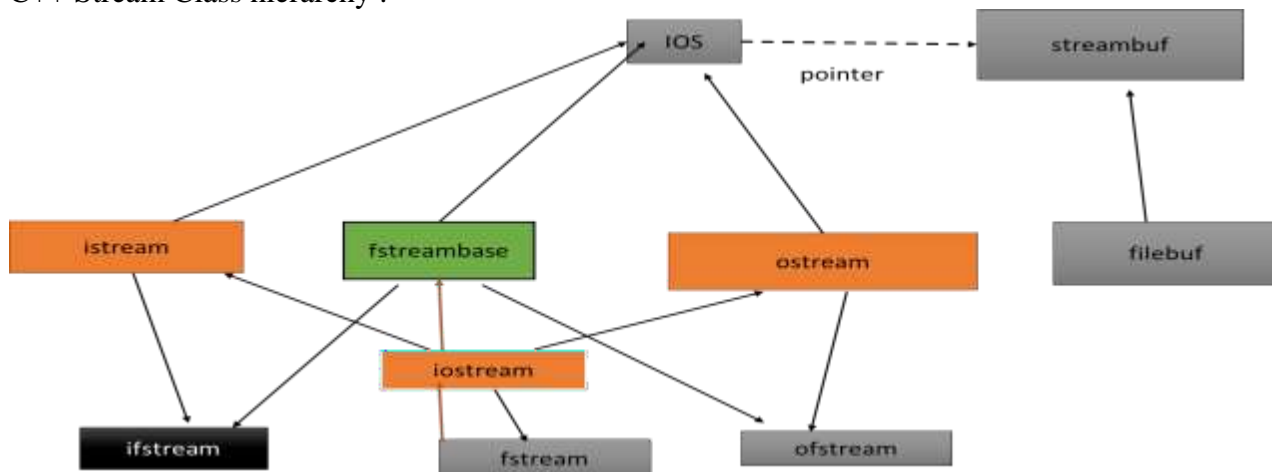 C++ Stream Class hierarchy :
IOS
streambuf
pointer
istream
fstreambase
ostream
filebuf
iostream
ifstream
fstream
ofstream